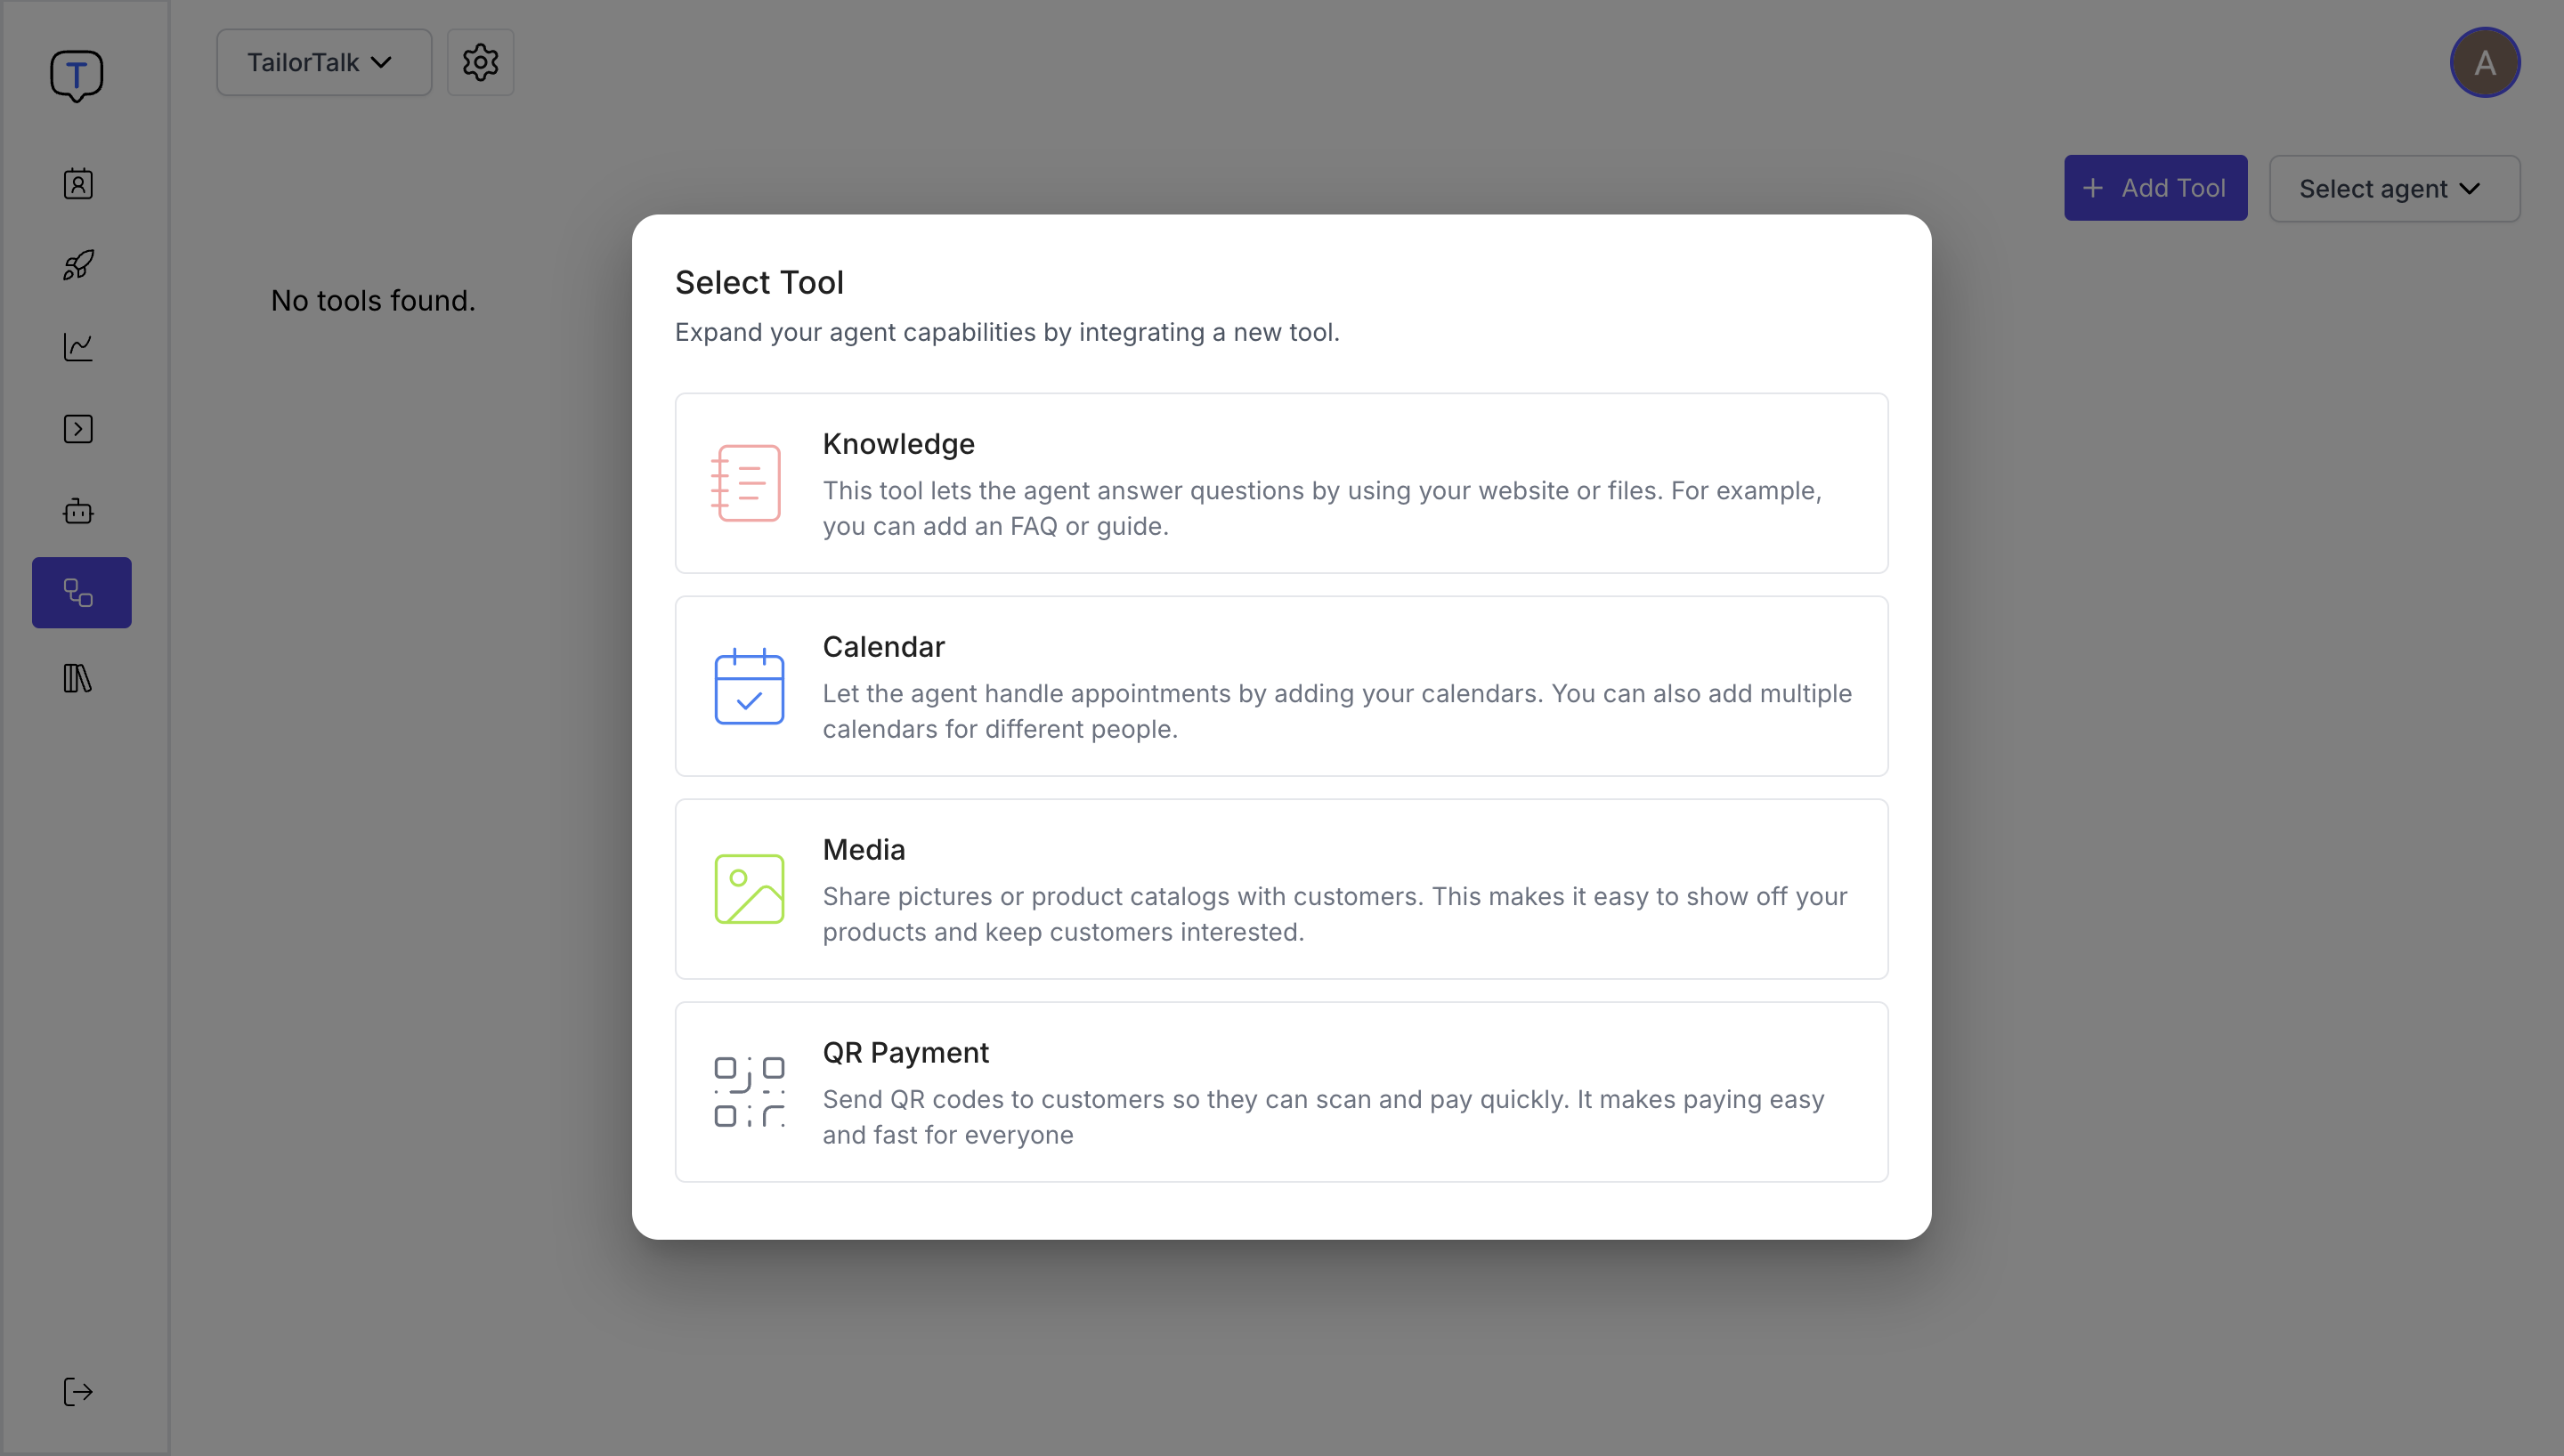 T
TailorTalk
A
Add Tool
Select agent
No tools found.
Select Tool
Expand your agent capabilities by integrating a new tool.
Knowledge
This tool lets the agent answer questions by using your website or files. For example,
you can add an FAQ or guide.
Calendar
Let the agent handle appointments by adding your calendars. You can also add multiple
calendars for different people.
Media
Share pictures or product catalogs with customers. This makes it easy to show off your
products and keep customers interested.
QR Payment
Send QR codes to customers so they can scan and pay quickly. It makes paying easy
and fast for everyone